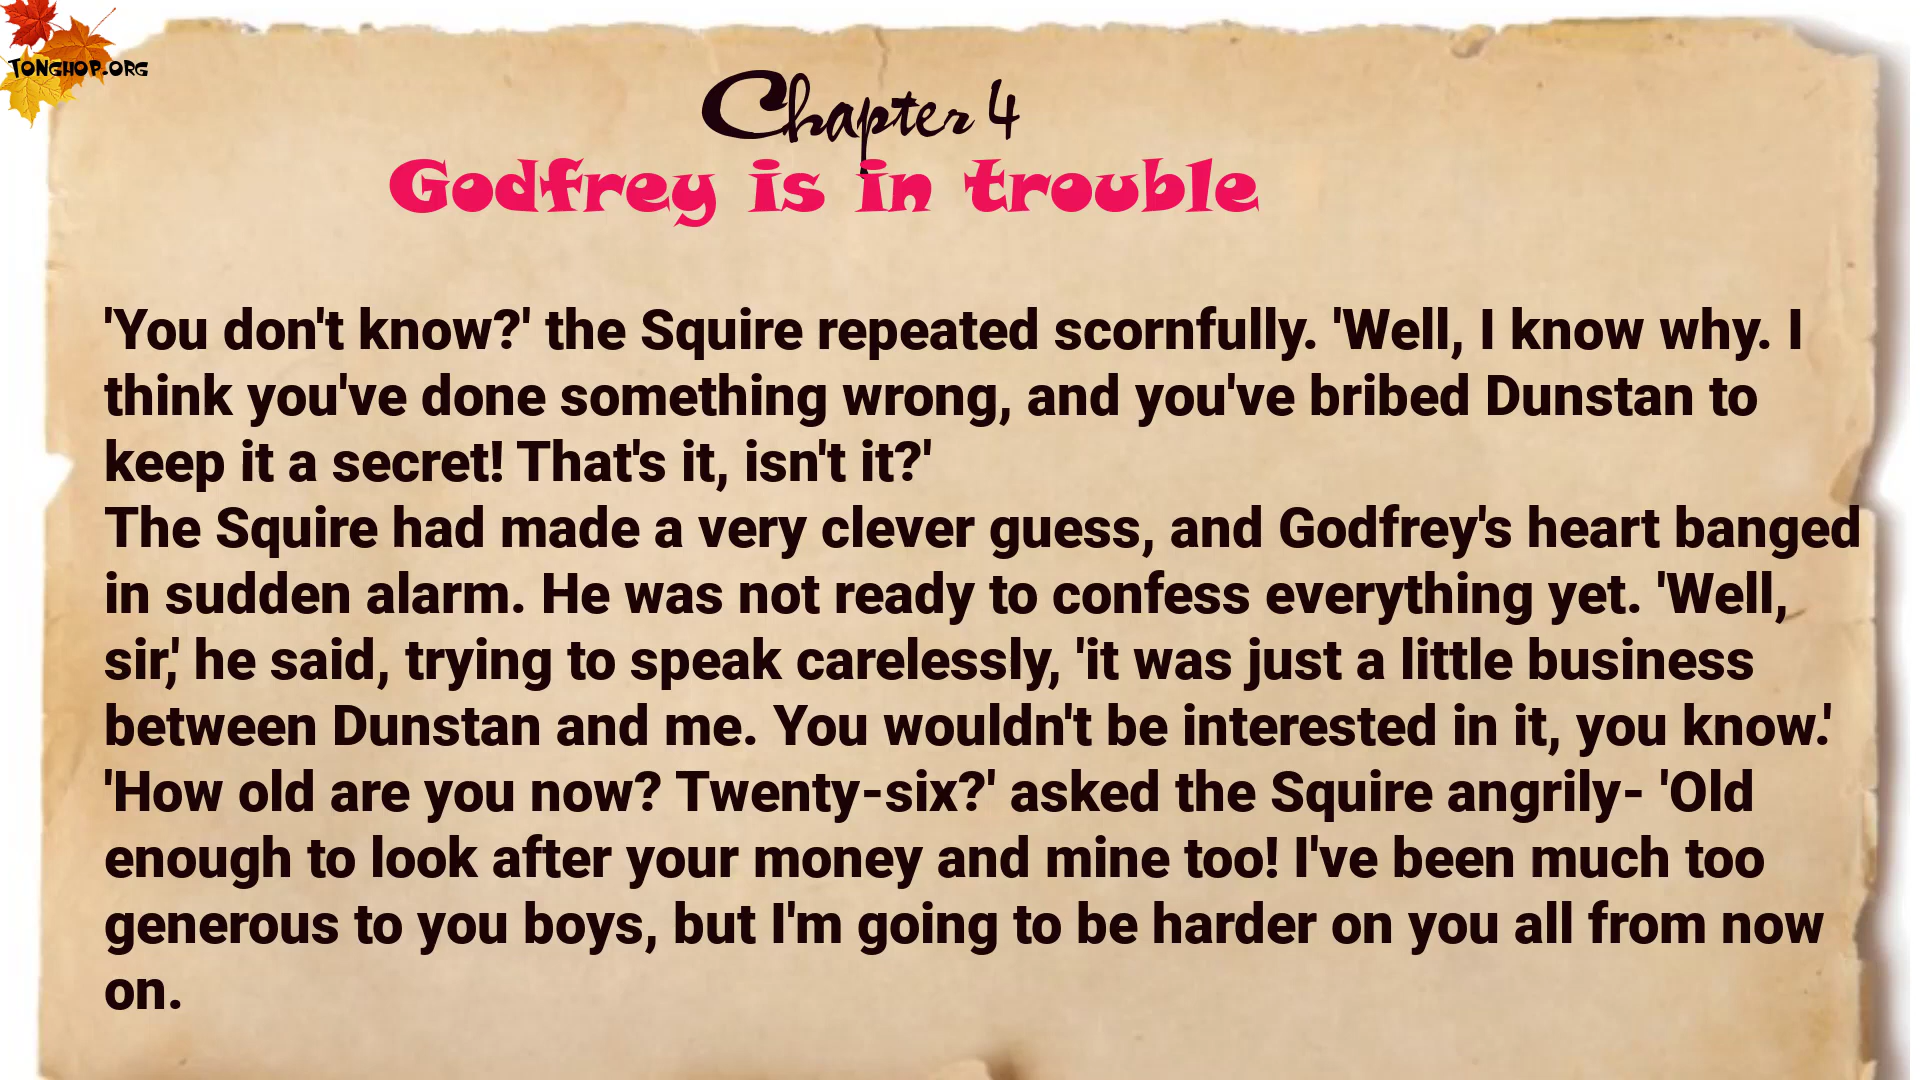 TONGHOP.ORG
Chapter 4
Godfrey is in trouble
'You don't know?' the Squire repeated scornfully. 'Well, I know why. I
think you've done something wrong, and you've bribed Dunstan to
keep it a secret! That's it, isn't it?'
The Squire had made a very clever guess, and Godfrey's heart banged
in sudden alarm. He was not ready to confess everything yet. 'Well,
sir,' he said, trying to speak carelessly, 'it was just a little business
between Dunstan and me. You wouldn't be interested in it, you know.'
'How old are you now? Twenty-six?' asked the Squire angrily- 'Old
enough to look after your money and mine too! I've been much too
generous to you boys, but I'm going to be harder on you all from now
on.